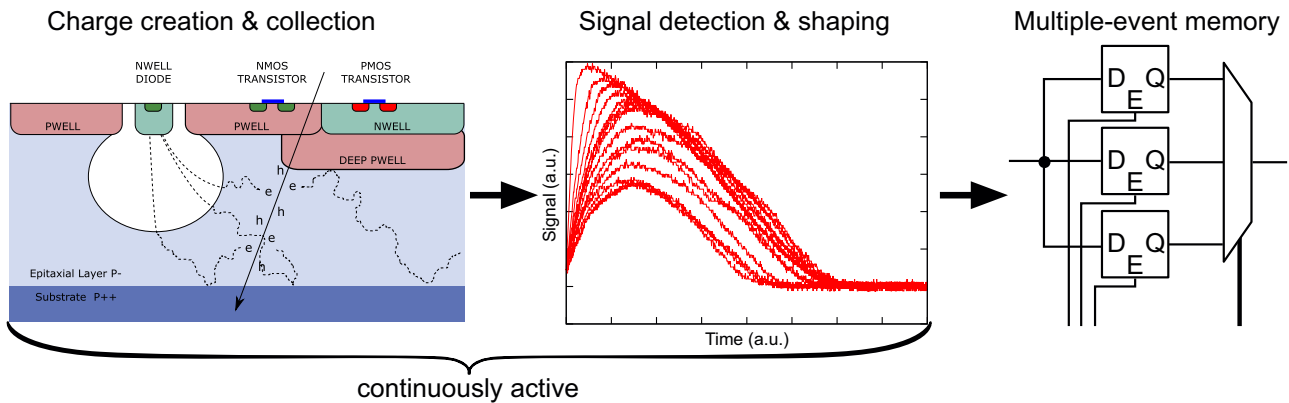 Charge creation & collection
Signal detection & shaping
Multiple-event memory
NWELL
DIODE
NMOS
TRANSISTOR
PMOS
TRANSISTOR
PWELL
PWELL
NWELL
DEEP PWELL
h
e
e
h
h
e
e
h
Epitaxial Layer P-
Substrate P++
Signal (a.u.)
Time (a.u.)
D Q
E
D Q
E
D Q
E
continuously active